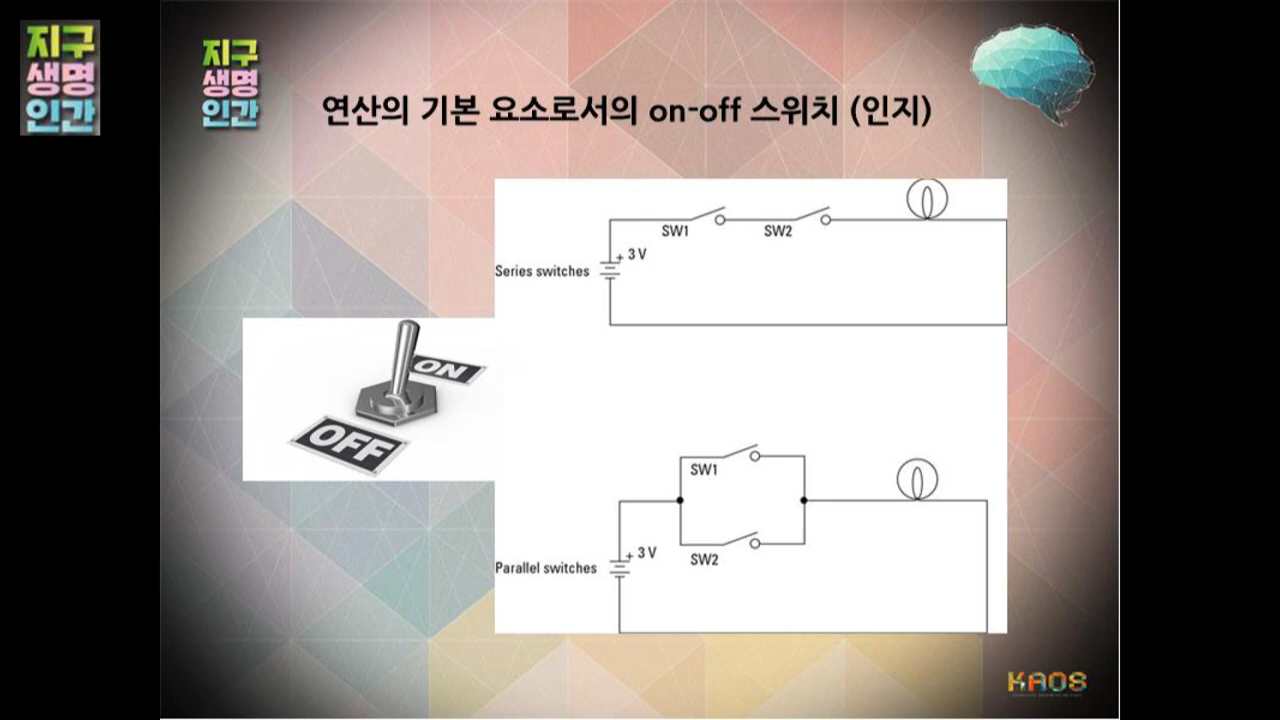 지구
생명
인간
지구
생명
인간
연산의 기본 요소로서의 on-off 스위치 (인지)
SW1
SW2
+ 3 V
Series switches
ON
OFF
SW1
SW2
+ 3 V
Parallel switches
KAOS